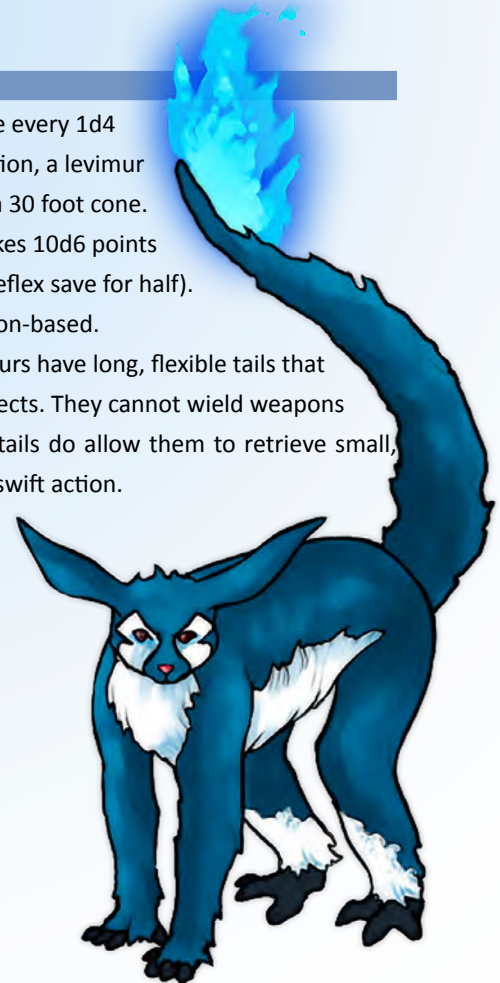 e every 1d4
tion, a levimur
a 30 foot cone.
kes 10d6 points
eflex save for half).
on-based.
urs have long, flexible tails that
ects. They cannot wield weapons
tails do allow them to retrieve small,
swift action.